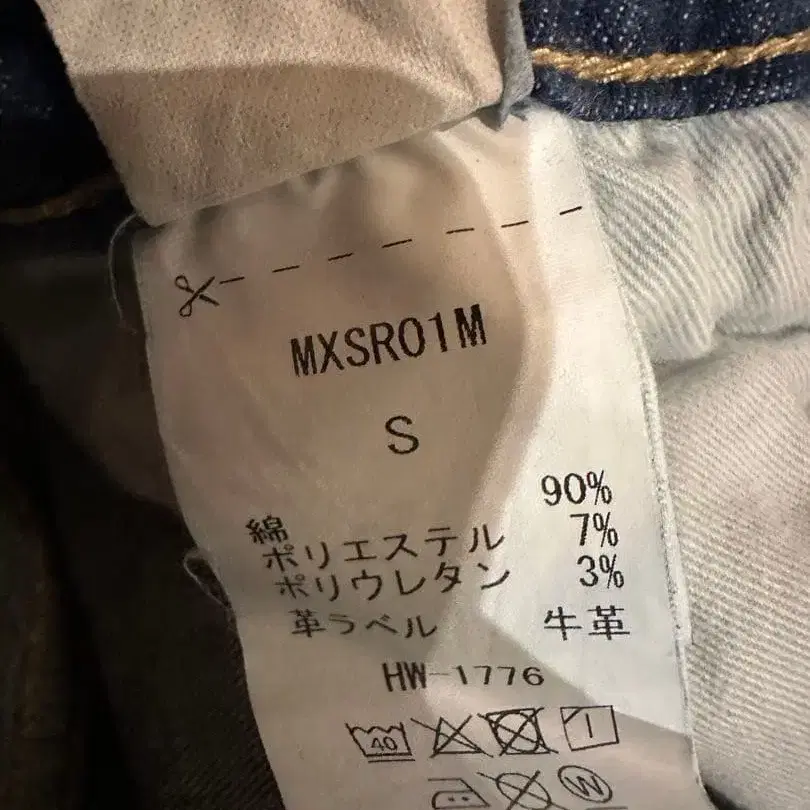 MXSR01M
S
綿 90%
ポリエステル 7%
ポリウレタン 3%
革ラベル 牛革
HW-1776
40
W